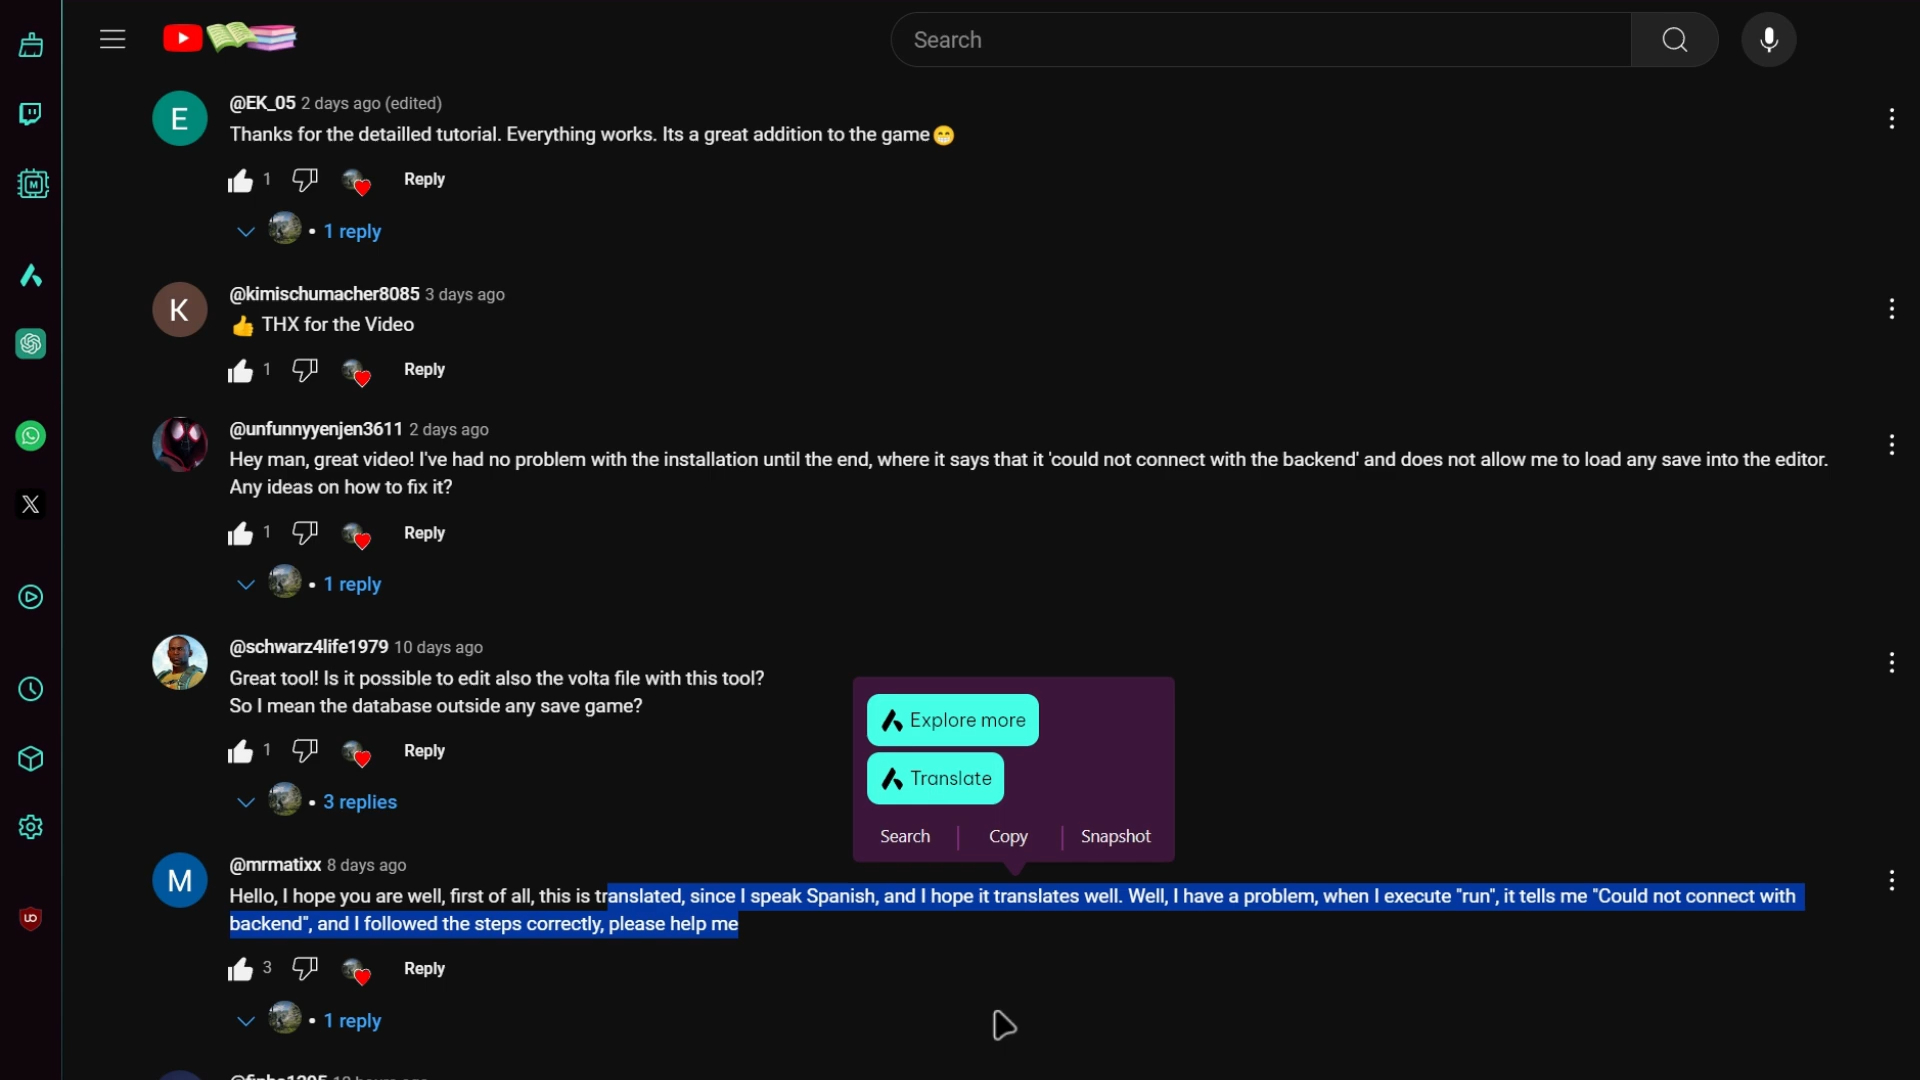 Search
E
@EK_05 2 days ago (edited)
Thanks for the detailled tutorial. Everything works. Its a great addition to the game😁
1 Reply
• 1 reply
K
@kimischumacher8085 3 days ago
👍 THX for the Video
1 Reply
@unfunnyyenjen3611 2 days ago
Hey man, great video! I've had no problem with the installation until the end, where it says that it 'could not connect with the backend' and does not allow me to load any save into the editor.
Any ideas on how to fix it?
1 Reply
• 1 reply
@schwarz4life1979 10 days ago
Great tool! Is it possible to edit also the volta file with this tool?
So I mean the database outside any save game?
1 Reply
• 3 replies
Explore more
Translate
Search Copy Snapshot
M
@mrmatixx 8 days ago
Hello, I hope you are well, first of all, this is translated, since I speak Spanish, and I hope it translates well. Well, I have a problem, when I execute "run", it tells me "Could not connect with
backend", and I followed the steps correctly, please help me
3 Reply
• 1 reply